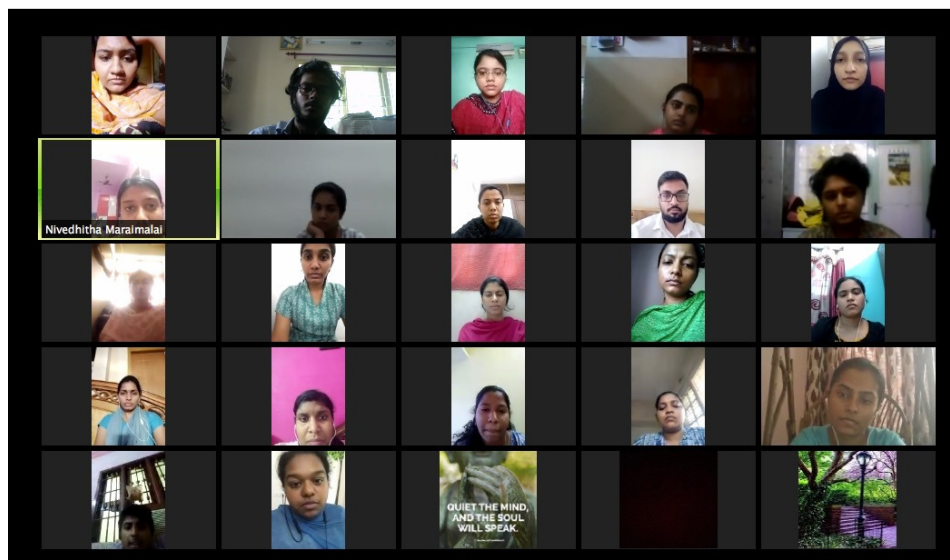 Nivedhitha Maraimalai
QUIET THE MIND,
AND THE SOUL
WILL SPEAK.